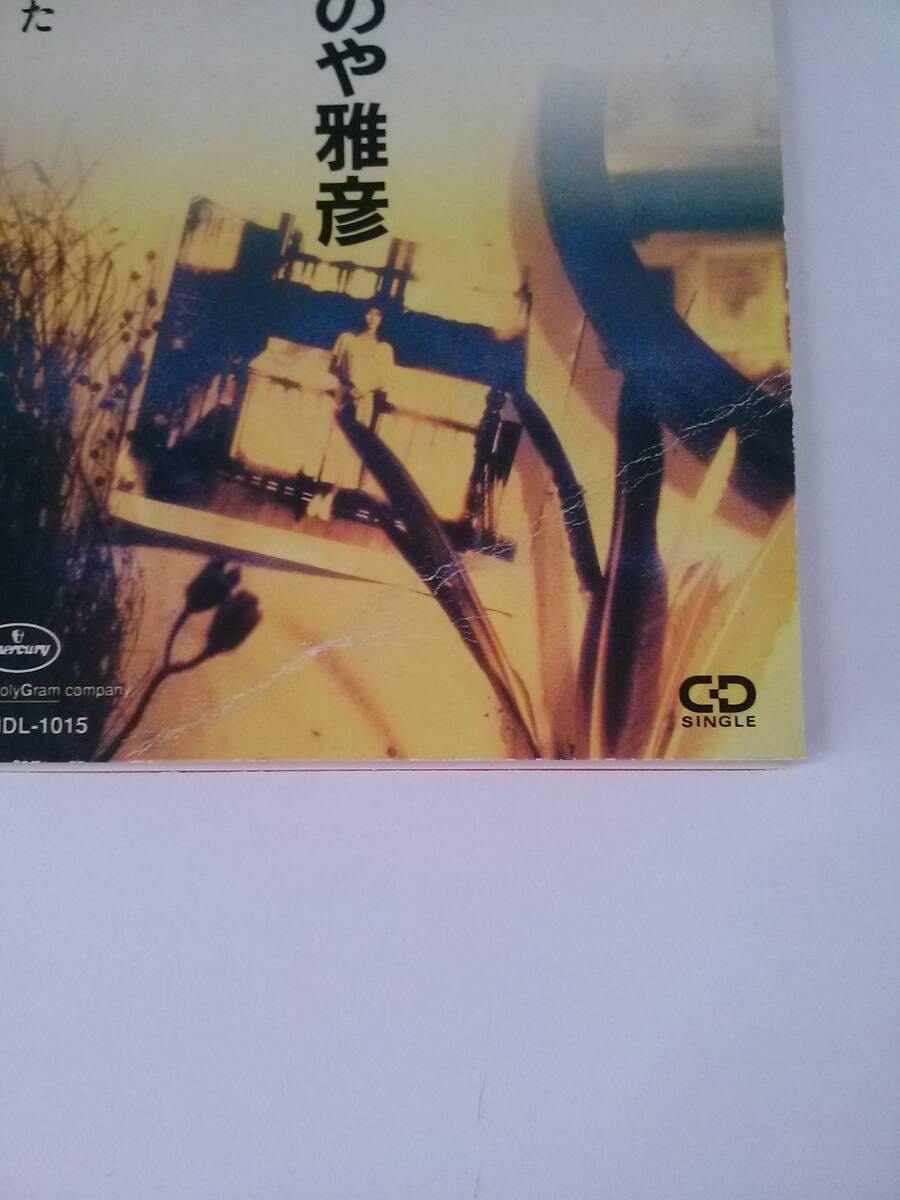 のや雅彦
た
mercury
olyGram company
DL-1015
CD
SINGLE